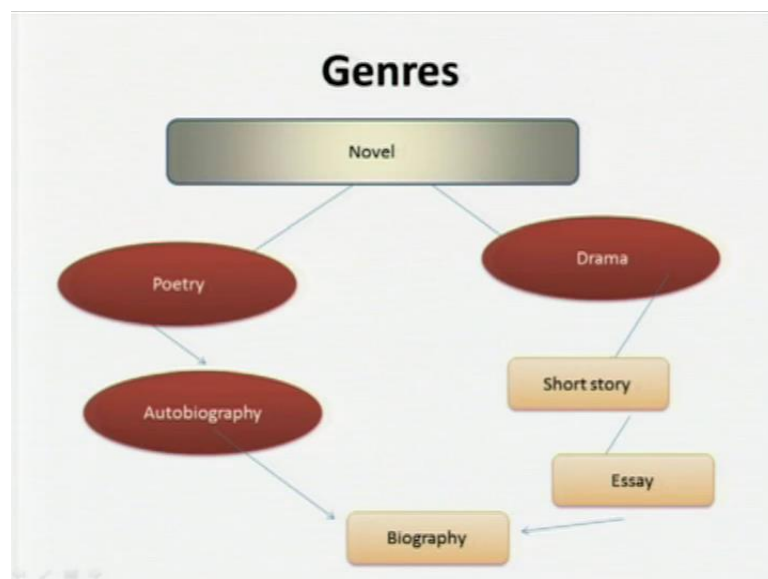 Genres
Novel
Poetry
Drama
Autobiography
Short story
Essay
Biography